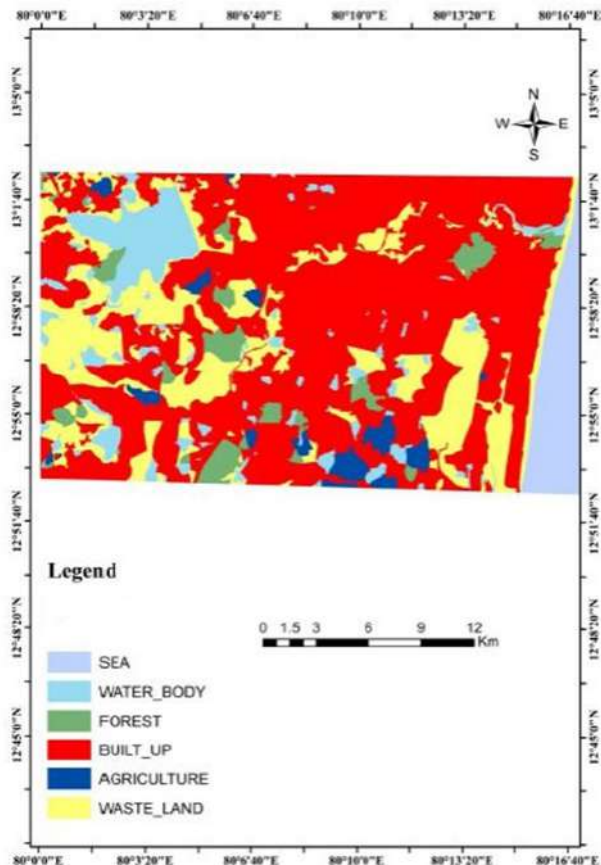 80°0'0"E 80°3'20"E 80°6'40"E 80°10'0"E 80°13'20"E 80°16'40"E
13°5'0"N 13°5'0"N
N
W E
S
13°1'40"N 13°1'40"N
12°58'20"N 12°58'20"N
12°55'0"N 12°55'0"N
12°51'40"N 12°51'40"N
Legend
0 1.5 3 6 9 12
Km
12°48'20"N 12°48'20"N
SEA
WATER_BODY
FOREST
12°45'0"N 12°45'0"N
BUILT_UP
AGRICULTURE
WASTE_LAND
80°0'0"E 80°3'20"E 80°6'40"E 80°10'0"E 80°13'20"E 80°16'40"E